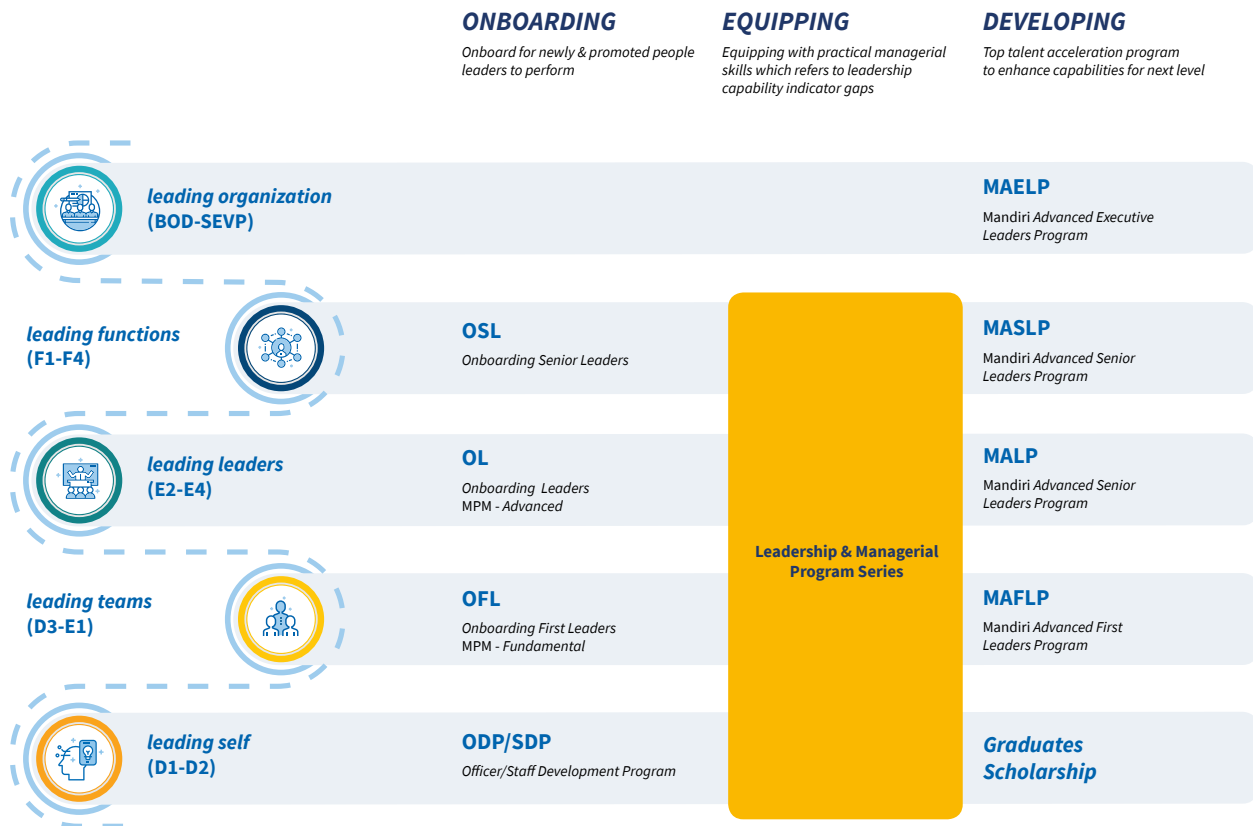 ONBOARDING
Onboard for newly & promoted people
leaders to perform
EQUIPPING
Equipping with practical managerial
skills which refers to leadership
capability indicator gaps
DEVELOPING
Top talent acceleration program
to enhance capabilities for next level
leading organization
(BOD-SEVP)
MAELP
Mandiri Advanced Executive
Leaders Program
leading functions
(F1-F4)
OSL
Onboarding Senior Leaders
MASLP
Mandiri Advanced Senior
Leaders Program
leading leaders
(E2-E4)
OL
Onboarding Leaders
MPM - Advanced
MALP
Mandiri Advanced Senior
Leaders Program
Leadership & Managerial
Program Series
leading teams
(D3-E1)
OFL
Onboarding First Leaders
MPM - Fundamental
MAFLP
Mandiri Advanced First
Leaders Program
leading self
(D1-D2)
ODP/SDP
Officer/Staff Development Program
Graduates
Scholarship